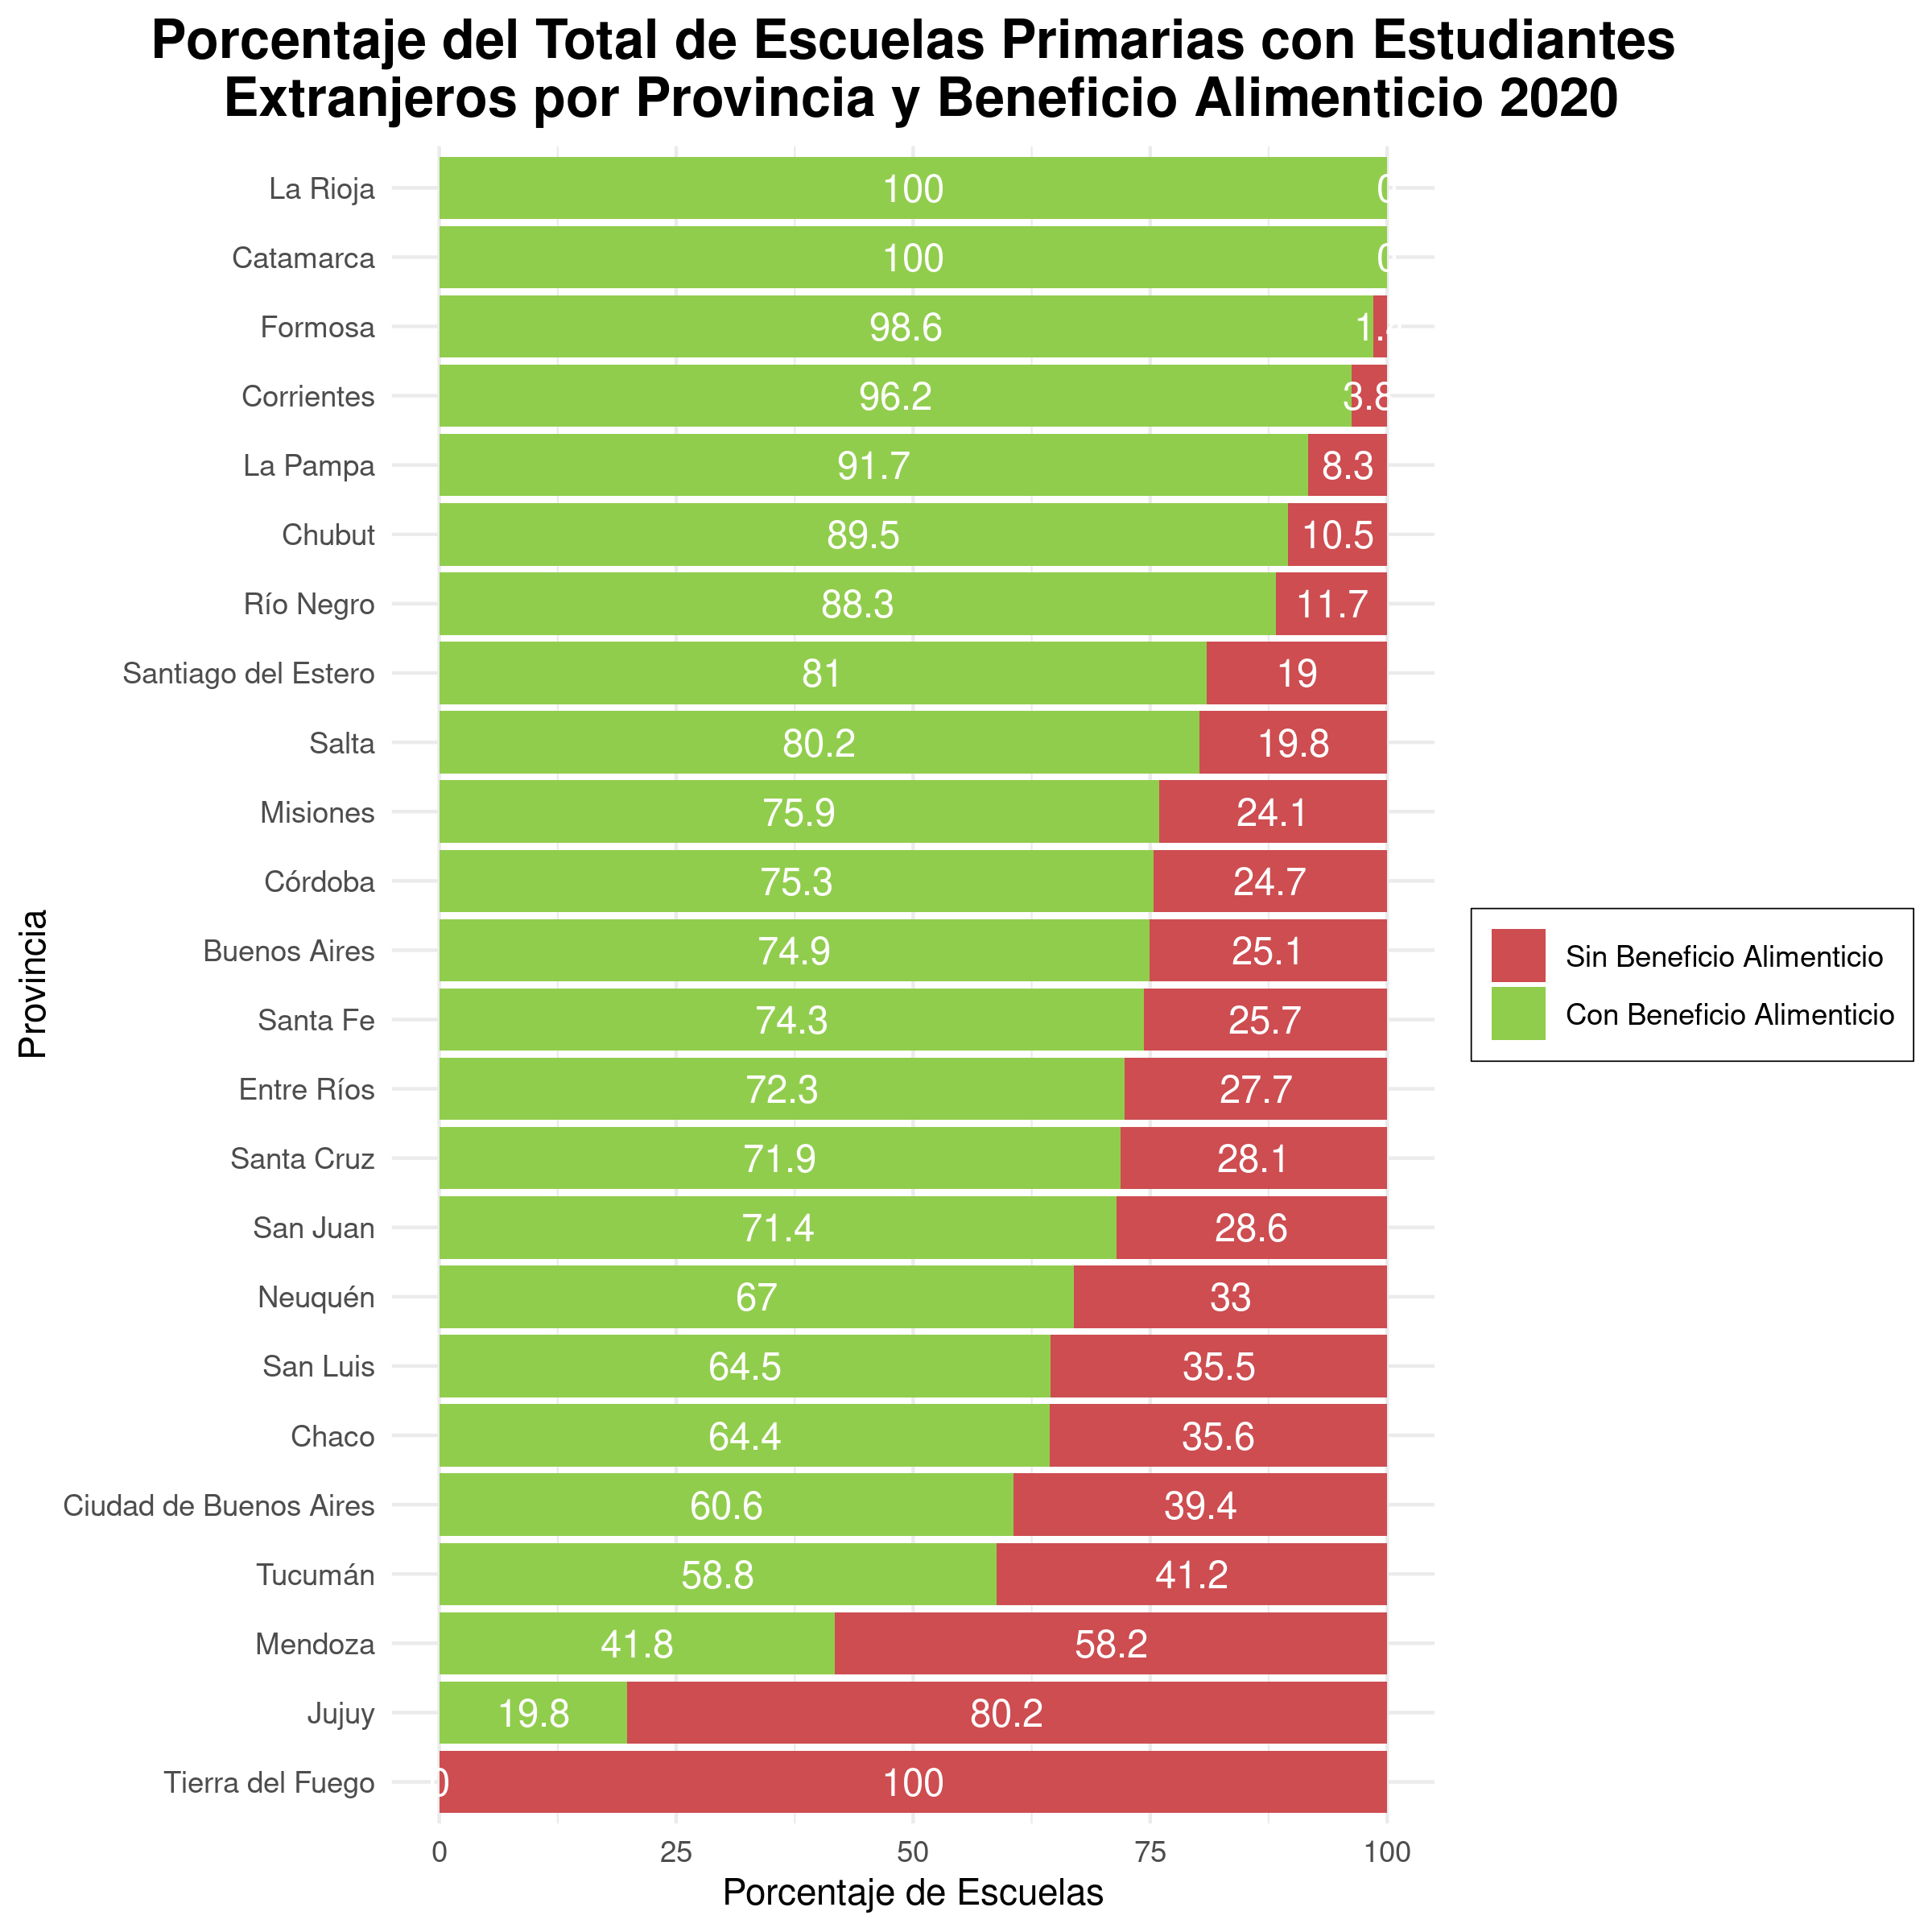 Porcentaje del Total de Escuelas Primarias con Estudiantes
Extranjeros por Provincia y Beneficio Alimenticio 2020
La Rioja 100 0
Catamarca 100 0
Formosa 98.6
Corrientes 96.2 3.8
La Pampa 91.7 8.3
Chubut 89.5 10.5
Río Negro 88.3 11.7
Santiago del Estero 81 19
Salta 80.2 19.8
Misiones 75.9 24.1
Córdoba 75.3 24.7
Buenos Aires 74.9 25.1
Santa Fe 74.3 25.7
Entre Ríos 72.3 27.7
Santa Cruz 71.9 28.1
San Juan 71.4 28.6
Neuquén 67 33
San Luis 64.5 35.5
Chaco 64.4 35.6
Ciudad de Buenos Aires 60.6 39.4
Tucumán 58.8 41.2
Mendoza 41.8 58.2
Jujuy 19.8 80.2
Tierra del Fuego 0 100
0 25 50 75 100
Porcentaje de Escuelas
Provincia
Sin Beneficio Alimenticio
Con Beneficio Alimenticio